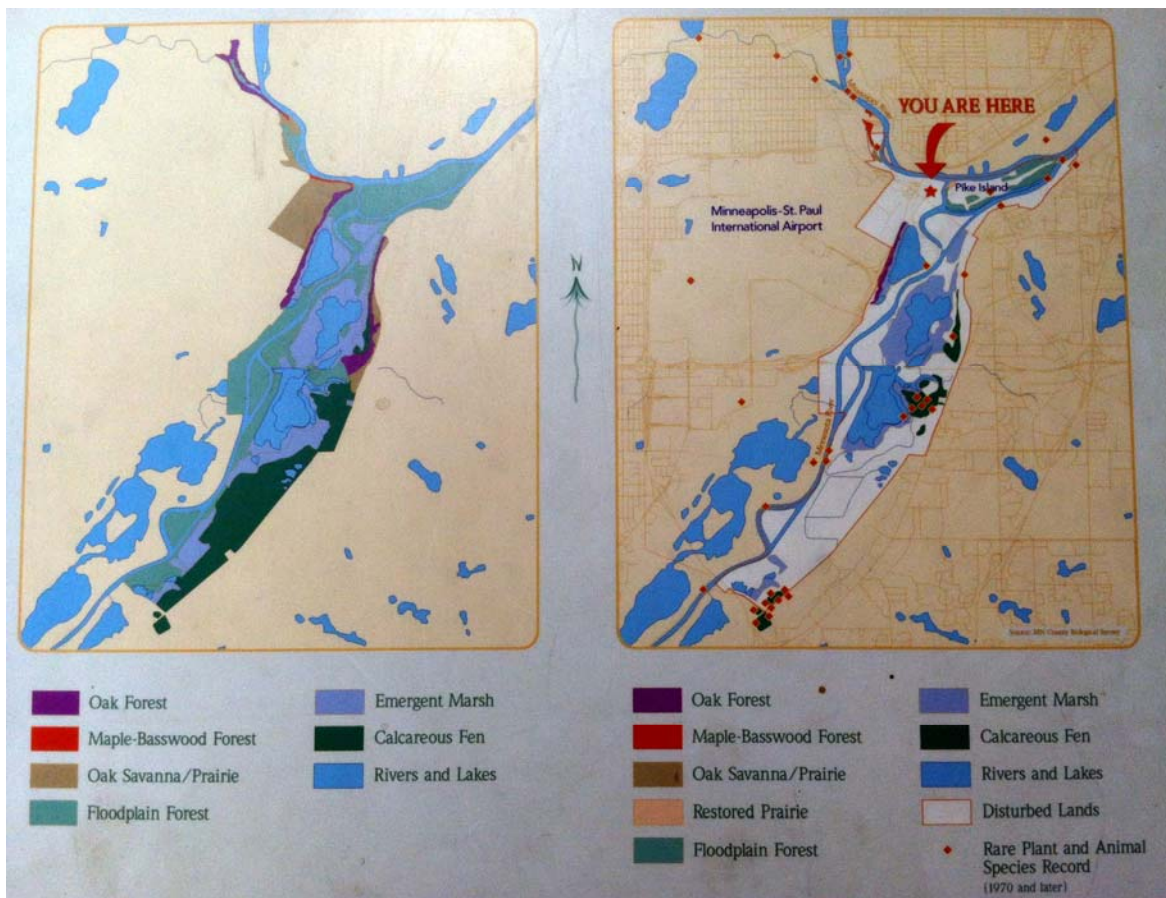 N
Oak Forest
Maple-Basswood Forest
Oak Savanna/Prairie
Floodplain Forest
Emergent Marsh
Calcareous Fen
Rivers and Lakes
YOU ARE HERE
Pike Island
Minneapolis-St. Paul
International Airport
Minnesota River
Source: MN County Biological Survey
Oak Forest
Maple-Basswood Forest
Oak Savanna/Prairie
Restored Prairie
Floodplain Forest
Emergent Marsh
Calcareous Fen
Rivers and Lakes
Disturbed Lands
Rare Plant and Animal
Species Record
(1970 and later)